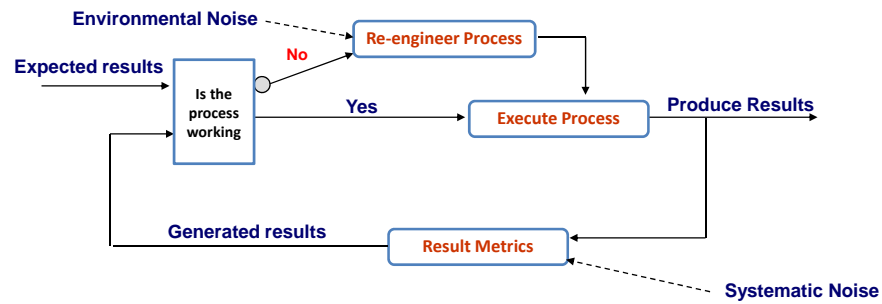 Environmental Noise
Re-engineer Process
No
Expected results
Is the
process
working
Yes
Execute Process
Produce Results
Generated results
Result Metrics
Systematic Noise